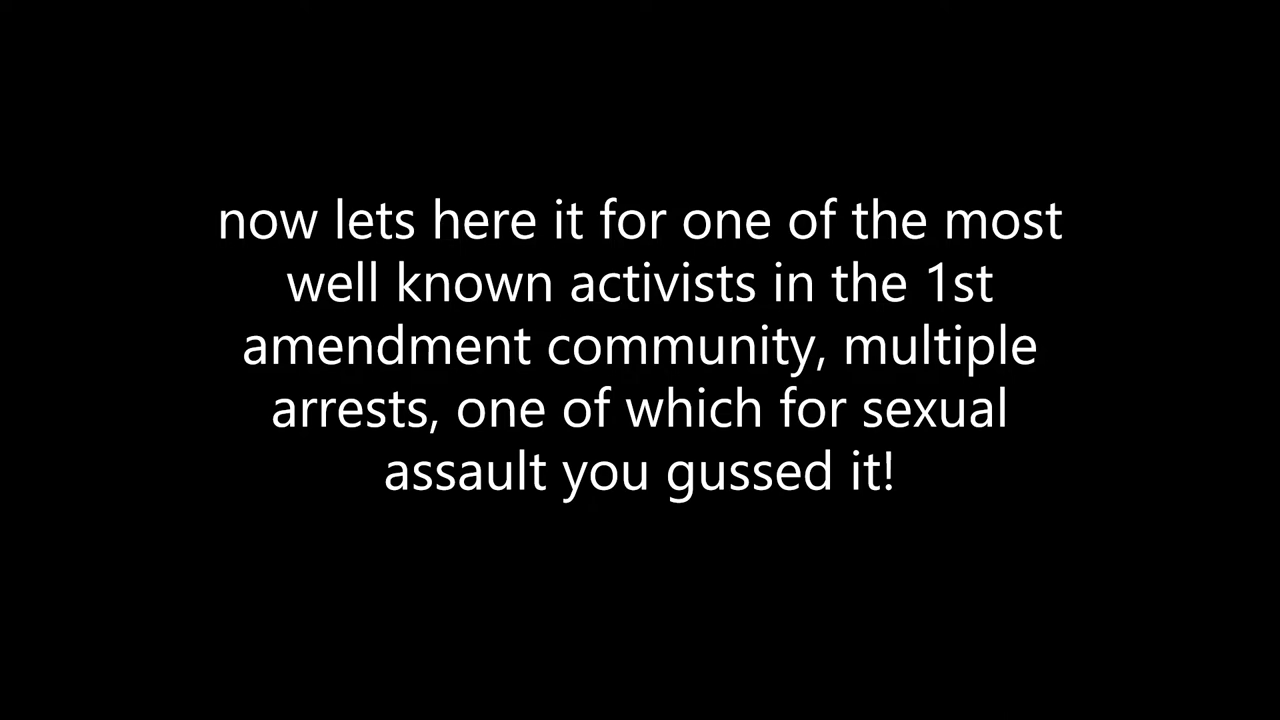 now lets here it for one of the most
well known activists in the 1st
amendment community, multiple
arrests, one of which for sexual
assault you gussed it!